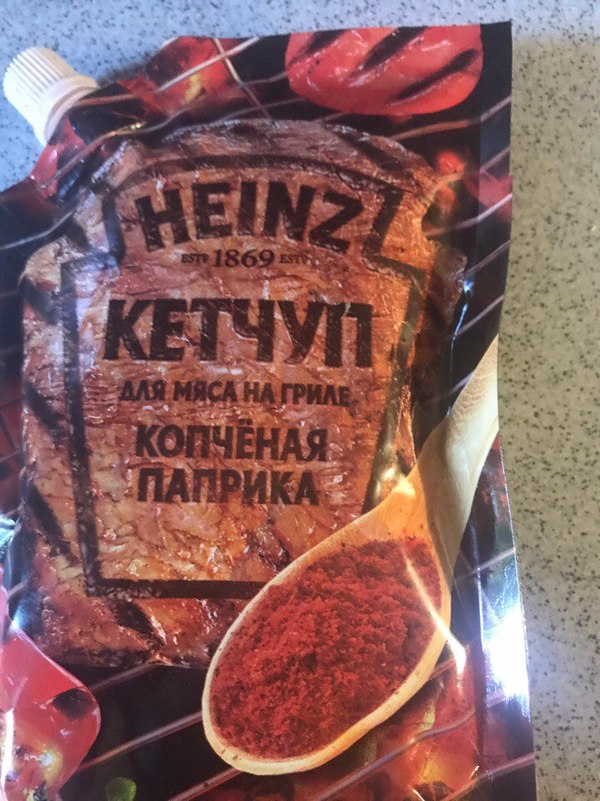 HEINZ
ESTD 1869 ESTD
КЕТЧУП
ДЛЯ МЯСА НА ГРИЛЕ
КОПЧЁНАЯ
ПАПРИКА